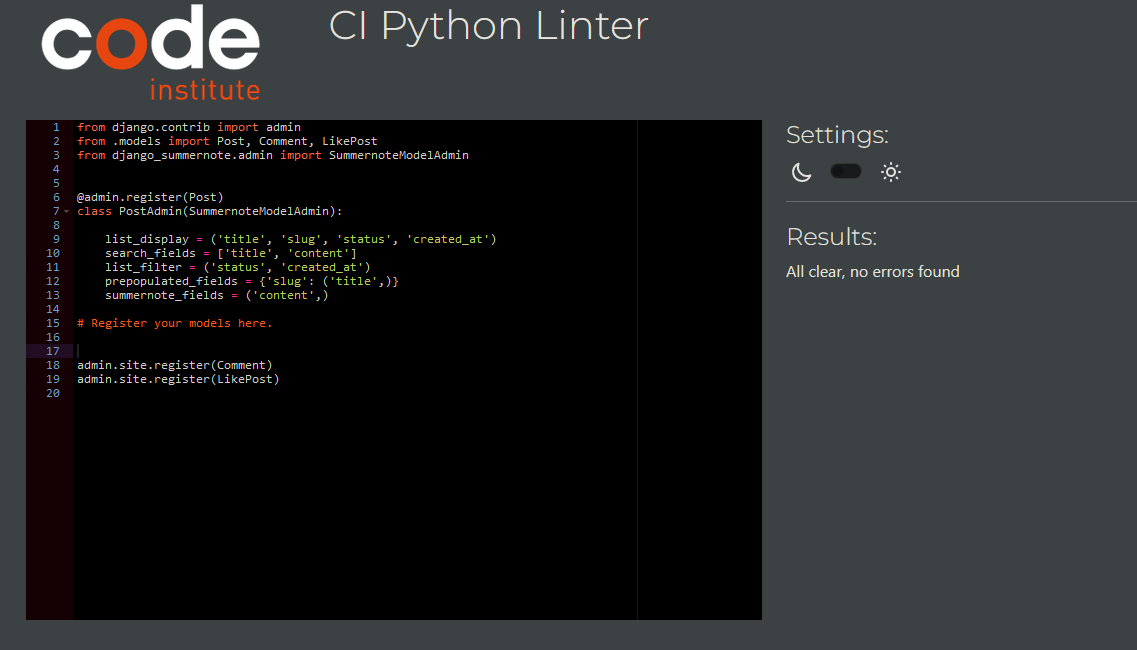 code
institute
CI Python Linter
1 from django.contrib import admin
2 from .models import Post, Comment, LikePost
3 from django_summernote.admin import SummernoteModelAdmin
4
5
6 @admin.register(Post)
7 class PostAdmin(SummernoteModelAdmin):
8
9 list_display = ('title', 'slug', 'status', 'created_at')
10 search_fields = ['title', 'content']
11 list_filter = ('status', 'created_at')
12 prepopulated_fields = {'slug': ('title',)}
13 summernote_fields = ('content',)
14
15 # Register your models here.
16
17
18 admin.site.register(Comment)
19 admin.site.register(LikePost)
20
Settings:
Results:
All clear, no errors found